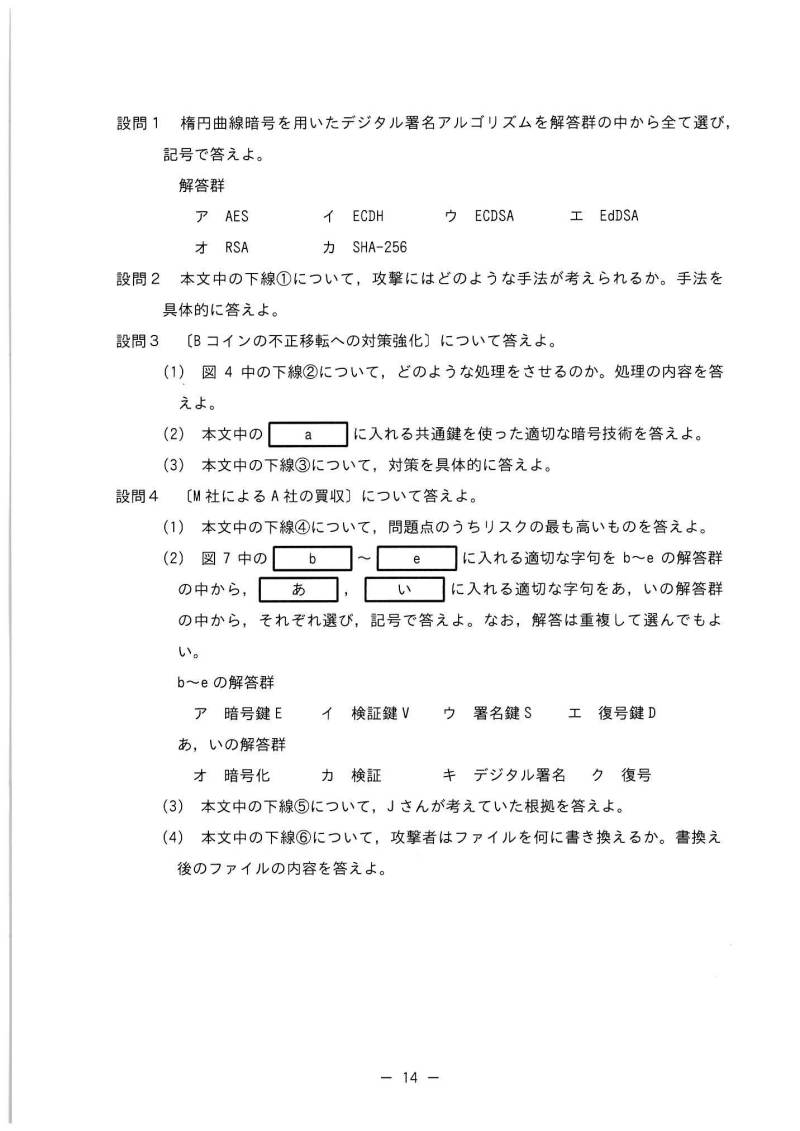 設問1 楕円曲線暗号を用いたデジタル署名アルゴリズムを解答群の中から全て選び，
記号で答えよ。
解答群
ア AES イ ECDH ウ ECDSA エ EdDSA
オ RSA カ SHA-256
設問2 本文中の下線①について，攻撃にはどのような手法が考えられるか。手法を
具体的に答えよ。
設問3 〔Bコインの不正移転への対策強化〕について答えよ。
(1) 図4中の下線②について，どのような処理をさせるのか。処理の内容を答
えよ。
(2) 本文中の a に入れる共通鍵を使った適切な暗号技術を答えよ。
(3) 本文中の下線③について，対策を具体的に答えよ。
設問4 〔M社によるA社の買収〕について答えよ。
(1) 本文中の下線④について，問題点のうちリスクの最も高いものを答えよ。
(2) 図7中の b ～ e に入れる適切な字句をb～eの解答群
の中から， あ ， い に入れる適切な字句をあ，いの解答群
の中から，それぞれ選び，記号で答えよ。なお，解答は重複して選んでもよ
い。
b～eの解答群
ア 暗号鍵E イ 検証鍵V ウ 署名鍵S エ 復号鍵D
あ，いの解答群
オ 暗号化 カ 検証 キ デジタル署名 ク 復号
(3) 本文中の下線⑤について，Jさんが考えていた根拠を答えよ。
(4) 本文中の下線⑥について，攻撃者はファイルを何に書き換えるか。書換え
後のファイルの内容を答えよ。
― 14 ―